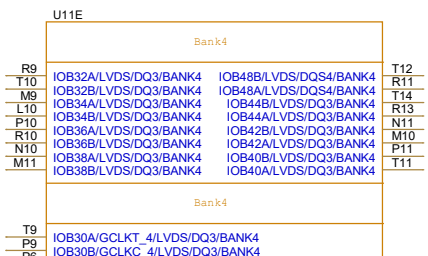 U11E
Bank4
R9 IOB32A/LVDS/DQ3/BANK4 IOB48B/LVDS/DQS4/BANK4 T12
T10 IOB32B/LVDS/DQ3/BANK4 IOB48A/LVDS/DQS4/BANK4 R11
M9 IOB34A/LVDS/DQ3/BANK4 IOB44B/LVDS/DQ3/BANK4 T14
L10 IOB34B/LVDS/DQ3/BANK4 IOB44A/LVDS/DQ3/BANK4 R13
P10 IOB36A/LVDS/DQ3/BANK4 IOB42B/LVDS/DQ3/BANK4 N11
R10 IOB36B/LVDS/DQ3/BANK4 IOB42A/LVDS/DQ3/BANK4 M10
N10 IOB38A/LVDS/DQ3/BANK4 IOB40B/LVDS/DQ3/BANK4 P11
M11 IOB38B/LVDS/DQ3/BANK4 IOB40A/LVDS/DQ3/BANK4 T11
Bank4
T9 IOB30A/GCLKT_4/LVDS/DQ3/BANK4
P9 IOB30B/GCLKC_4/LVDS/DQ3/BANK4